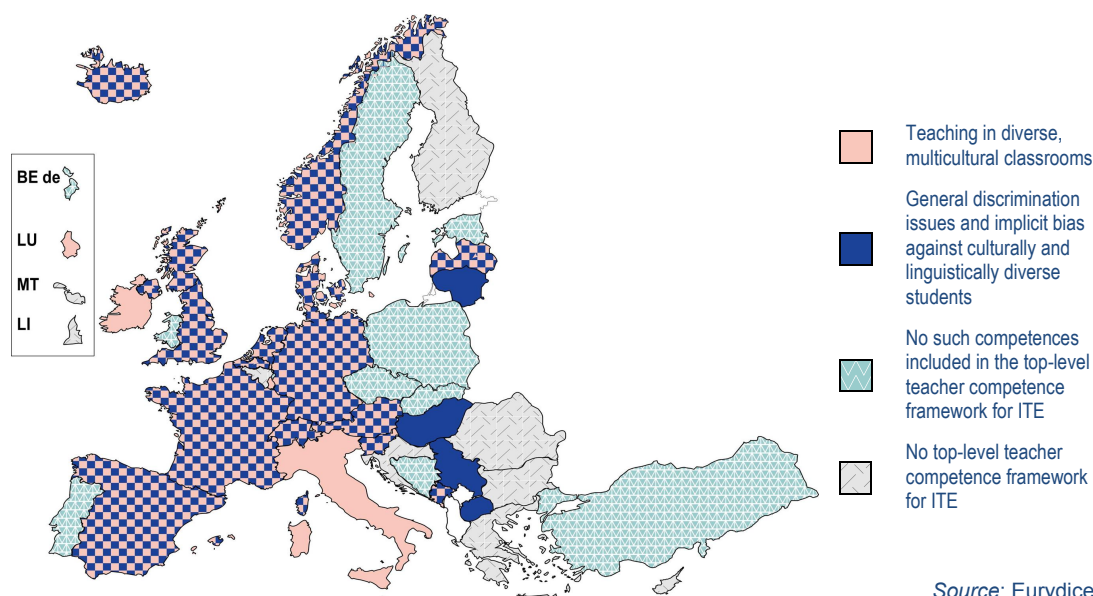 BE de
LU
MT
LI
Teaching in diverse,
multicultural classrooms
General discrimination
issues and implicit bias
against culturally and
linguistically diverse
students
No such competences
included in the top-level
teacher competence
framework for ITE
No top-level teacher
competence framework
for ITE
Source: Eurydice